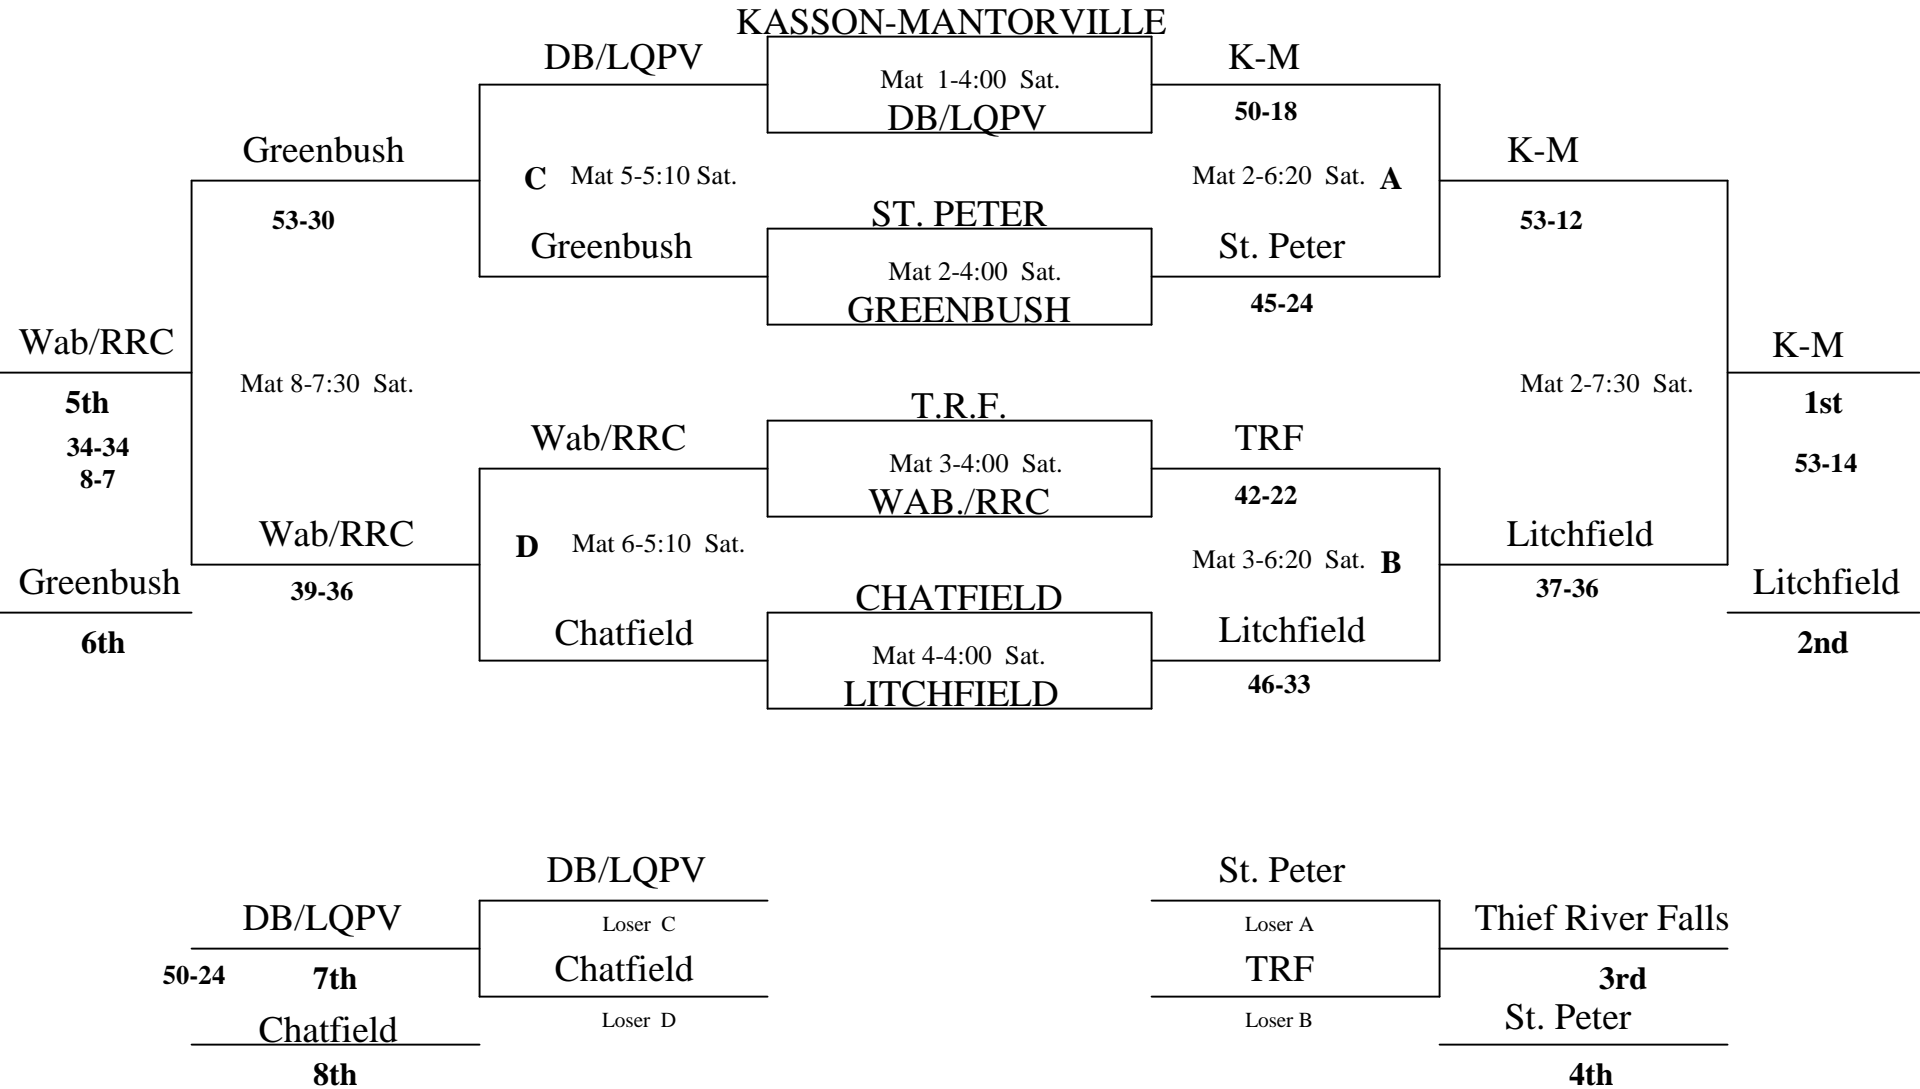 KASSON-MANTORVILLE
DB/LQPV
K-M
Mat 1-4:00 Sat.
50-18
DB/LQPV
Greenbush
K-M
C Mat 5-5:10 Sat.
Mat 2-6:20 Sat. A
53-30
ST. PETER
53-12
Greenbush
St. Peter
Mat 2-4:00 Sat.
45-24
GREENBUSH
Wab/RRC
K-M
Mat 8-7:30 Sat.
Mat 2-7:30 Sat.
5th
T.R.F.
1st
34-34
Wab/RRC
TRF
8-7
Mat 3-4:00 Sat.
53-14
WAB./RRC
42-22
Wab/RRC
Litchfield
D Mat 6-5:10 Sat.
Mat 3-6:20 Sat. B
Greenbush
39-36
CHATFIELD
37-36
Litchfield
6th
Chatfield
Litchfield
2nd
Mat 4-4:00 Sat.
46-33
LITCHFIELD
DB/LQPV
St. Peter
DB/LQPV
Loser C
Loser A
Thief River Falls
50-24
7th
Chatfield
TRF
3rd
Chatfield
Loser D
Loser B
St. Peter
8th
4th